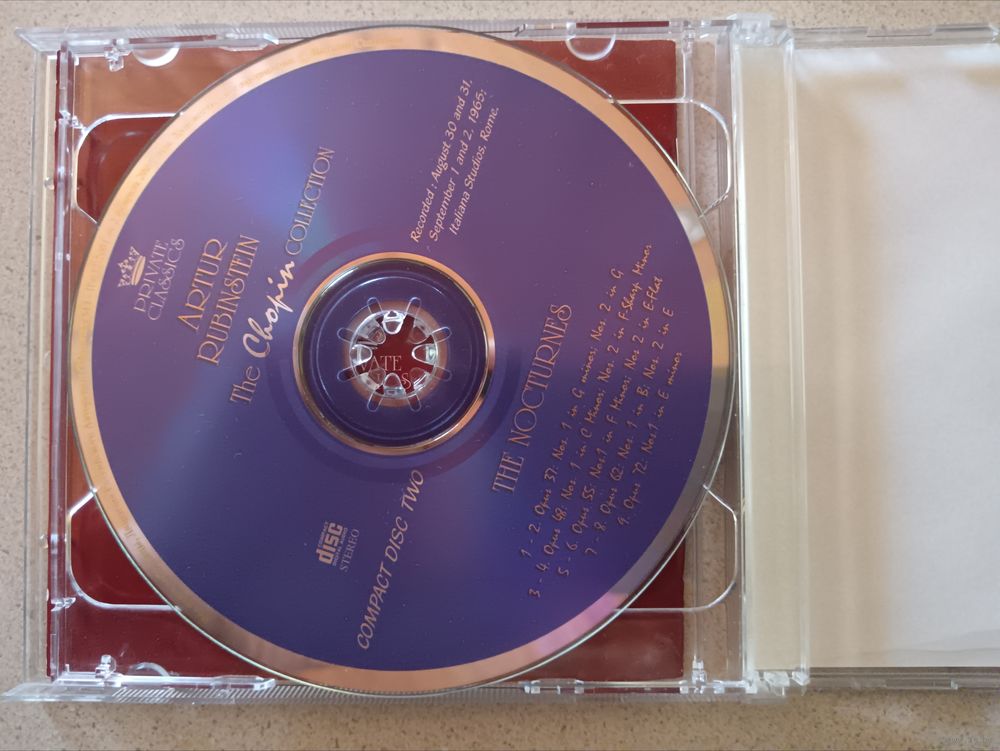 PRIVATE
CLASSICS
ARTUR
RUBINSTEIN
The Chopin COLLECTION
Recorded: August 30 and 31,
September 1 and 2, 1965;
Italiana Studios, Rome.
COMPACT
disc
DIGITAL AUDIO
STEREO
COMPACT DISC TWO
THE NOCTURNES
1 - 2. Opus 37: Nos. 1 in G minor; Nos. 2 in G
3 - 4. Opus 48: Nos. 1 in C Minor; Nos. 2 in F-Sharp Minor
5 - 6. Opus 55: Nos.1 in F Minor; Nos. 2 in E-Flat
7 - 8. Opus 62: Nos. 1 in B; Nos. 2 in E
9. Opus 72: Nos.1 in E minor
ATE